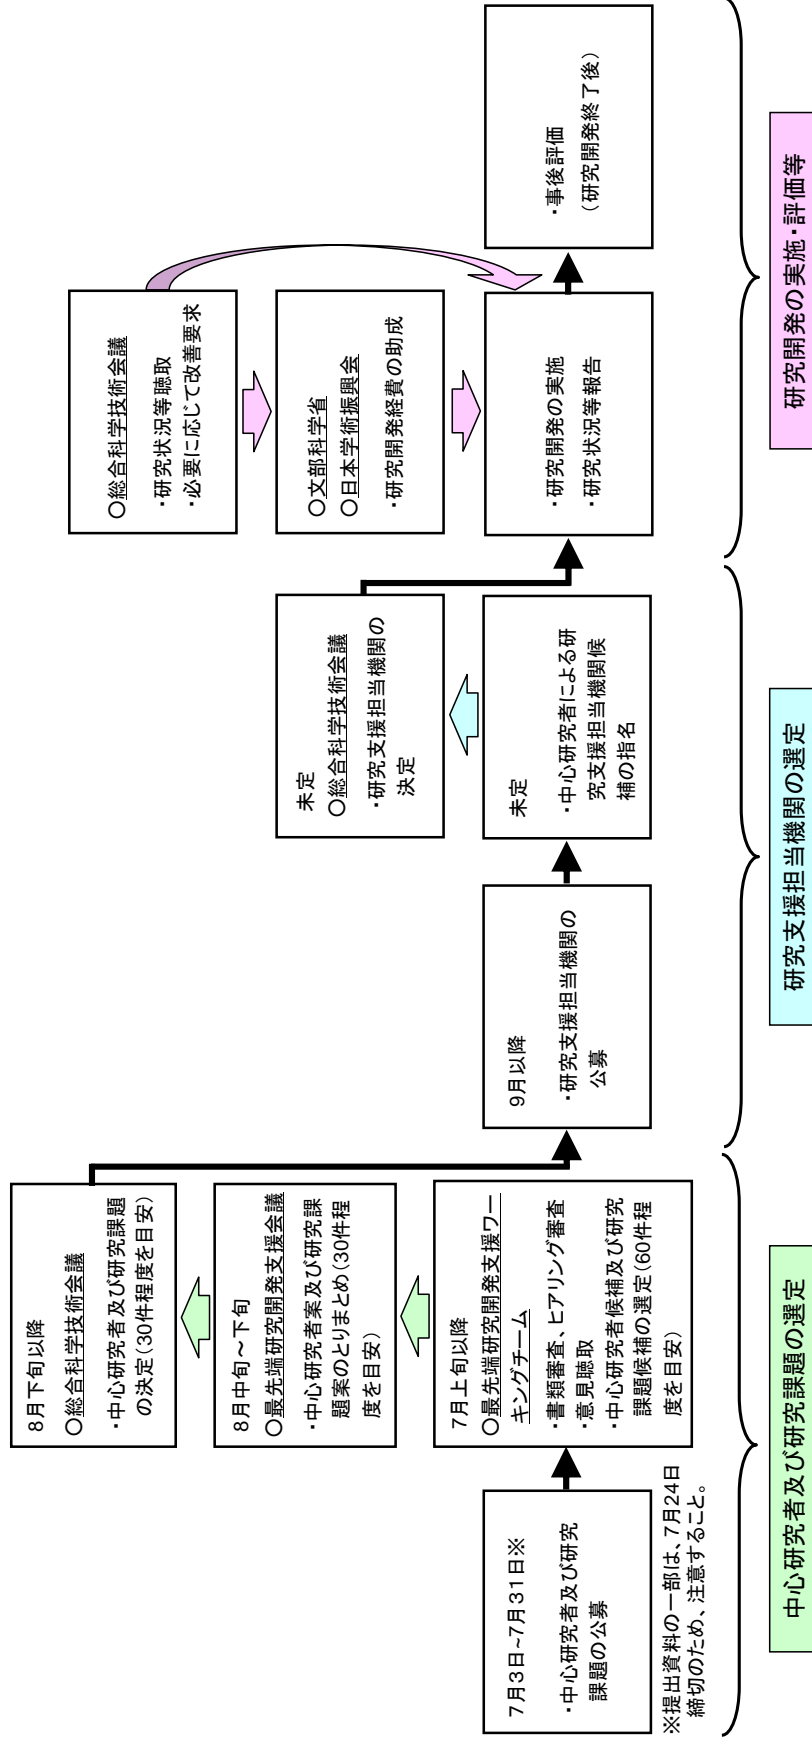 7月3日~7月31日※
・中心研究者及び研究
課題の公募
※提出資料の一部は、7月24日
締切のため、注意すること。
7月上旬以降
○最先端研究開発支援ワー
キングチーム
・書類審査、ヒアリング審査
・意見聴取
・中心研究者候補及び研究
課題候補の選定(60件程
度を目安)
8月中旬～下旬
○最先端研究開発支援会議
・中心研究者案及び研究課
題案のとりまとめ(30件程
度を目安)
8月下旬以降
○総合科学技術会議
・中心研究者及び研究課題
の決定(30件程度を目安)
中心研究者及び研究課題の選定
9月以降
・研究支援担当機関の
公募
未定
・中心研究者による研
究支援担当機関候
補の指名
未定
○総合科学技術会議
・研究支援担当機関の
決定
研究支援担当機関の選定
○総合科学技術会議
・研究状況等聴取
・必要に応じて改善要求
○文部科学省
○日本学術振興会
・研究開発経費の助成
・研究開発の実施
・研究状況等報告
・事後評価
(研究開発終了後)
研究開発の実施・評価等